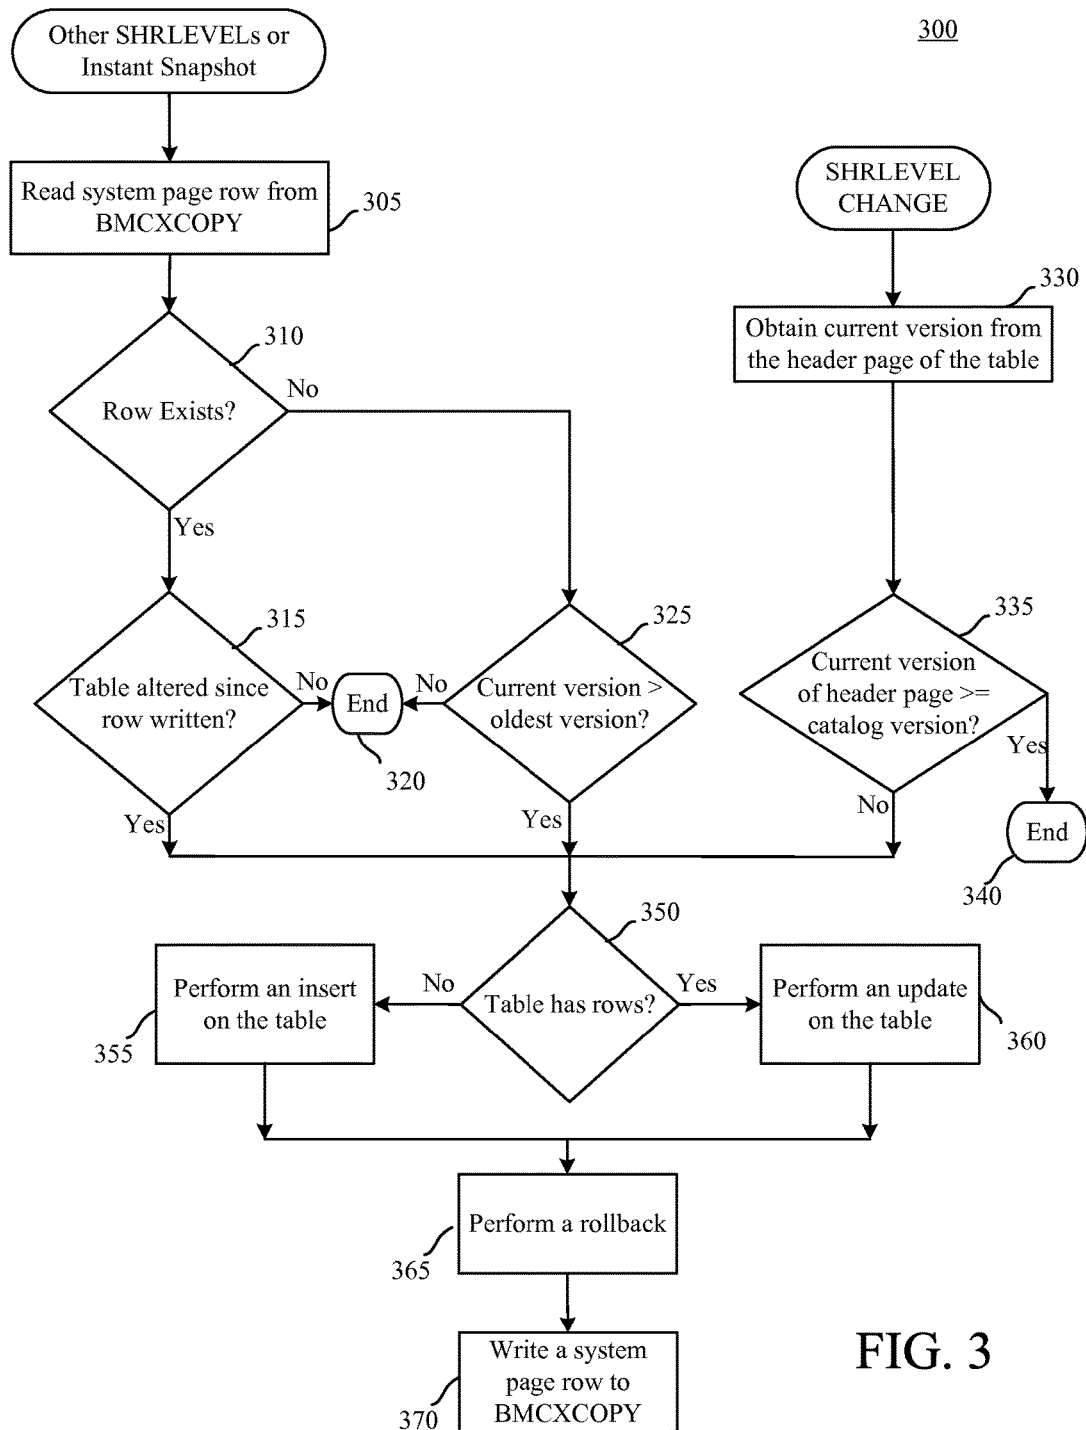 Other SHRLEVELs or
Instant Snapshot
300
Read system page row from
BMCXCOPY
305
SHRLEVEL
CHANGE
330
Obtain current version from
the header page of the table
310
No
Row Exists?
Yes
315
Table altered since
row written?
No
End
320
No
325
Current version >
oldest version?
335
Current version
of header page >=
catalog version?
Yes
Yes
Yes
No
End
340
350
Table has rows?
No
Yes
Perform an insert
on the table
355
Perform an update
on the table
360
Perform a rollback
365
Write a system
page row to
BMCXCOPY
370
FIG. 3